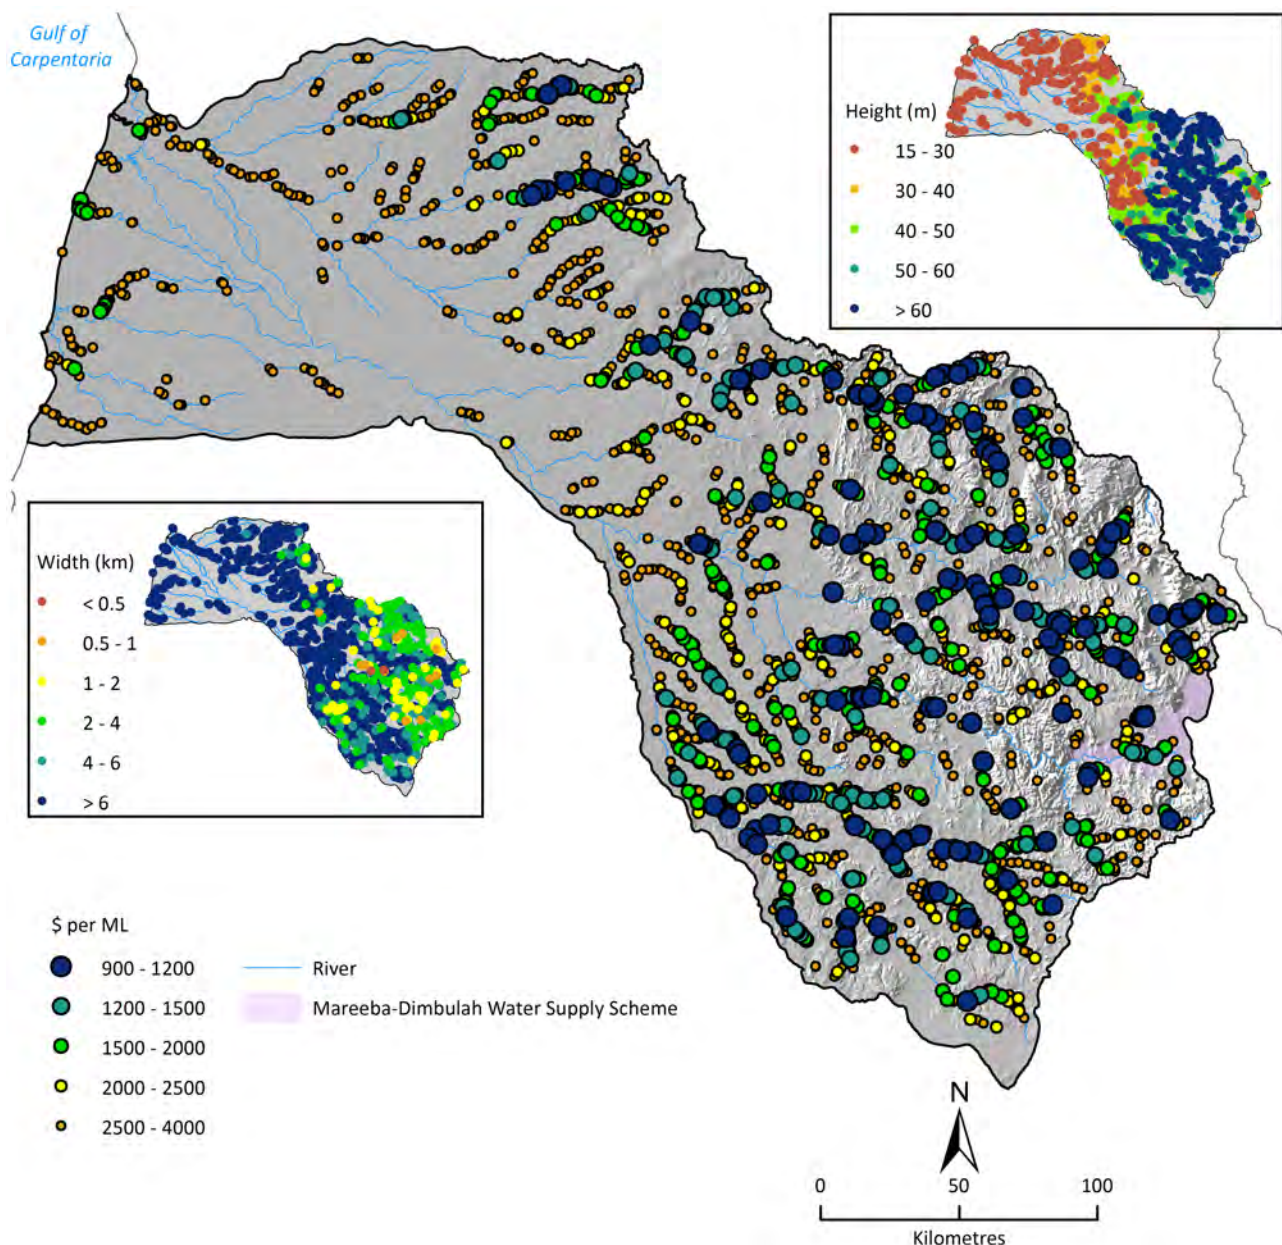 Gulf of
Carpentaria
Height (m)
15 - 30
30 - 40
40 - 50
50 - 60
> 60
Width (km)
< 0.5
0.5 - 1
1 - 2
2 - 4
4 - 6
> 6
$ per ML
900 - 1200
1200 - 1500
1500 - 2000
2000 - 2500
2500 - 4000
River
Mareeba-Dimbulah Water Supply Scheme
N
0 50 100
Kilometres